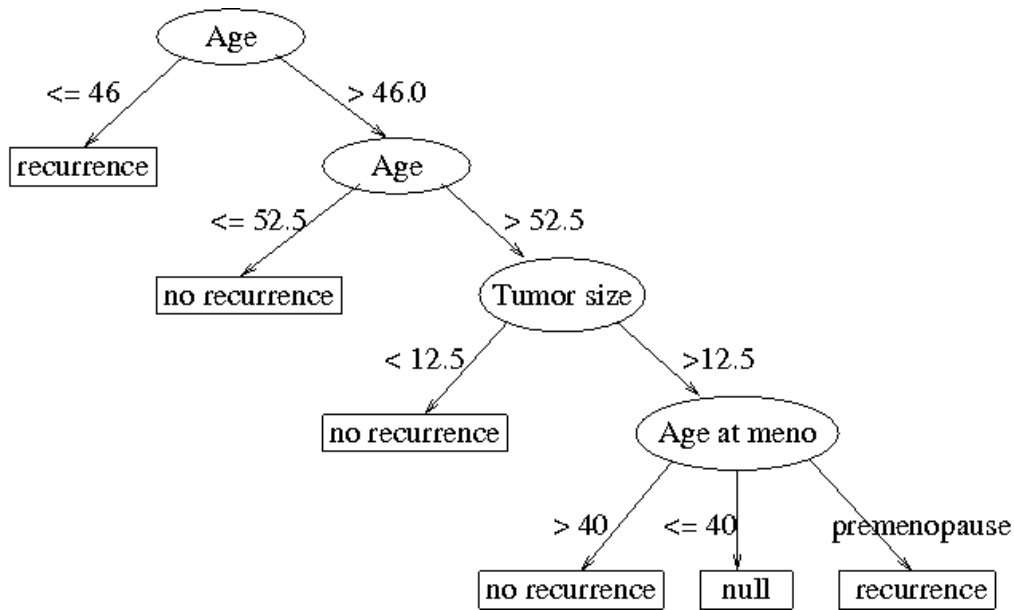 Age
<= 46
> 46.0
recurrence
Age
<= 52.5
> 52.5
no recurrence
Tumor size
< 12.5
>12.5
no recurrence
Age at meno
> 40
<= 40
premenopause
no recurrence
null
recurrence